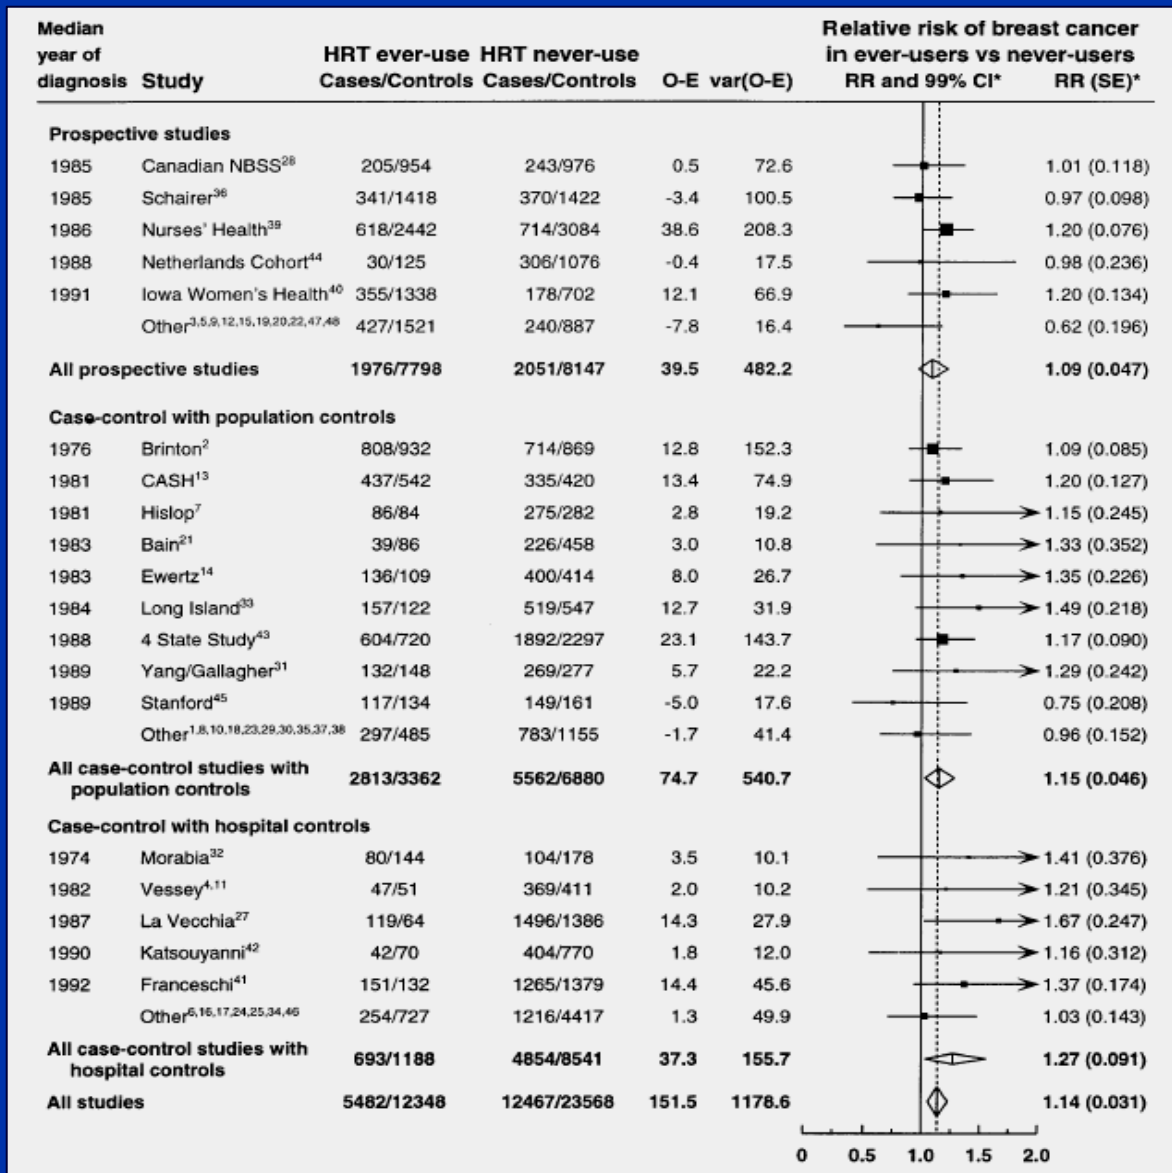 Median year of diagnosis Study HRT ever-use Cases/Controls HRT never-use Cases/Controls O-E var(O-E) Relative risk of breast cancer in ever-users vs never-users RR and 99% CI* RR (SE)*
Prospective studies
1985 Canadian NBSS28 205/954 243/976 0.5 72.6 1.01 (0.118)
1985 Schairer36 341/1418 370/1422 -3.4 100.5 0.97 (0.098)
1986 Nurses' Health39 618/2442 714/3084 38.6 208.3 1.20 (0.076)
1988 Netherlands Cohort44 30/125 306/1076 -0.4 17.5 0.98 (0.236)
1991 Iowa Women's Health40 355/1338 178/702 12.1 66.9 1.20 (0.134)
Other3,5,9,12,15,19,20,22,47,48 427/1521 240/887 -7.8 16.4 0.62 (0.196)
All prospective studies 1976/7798 2051/8147 39.5 482.2 1.09 (0.047)
Case-control with population controls
1976 Brinton2 808/932 714/869 12.8 152.3 1.09 (0.085)
1981 CASH13 437/542 335/420 13.4 74.9 1.20 (0.127)
1981 Hislop7 86/84 275/282 2.8 19.2 1.15 (0.245)
1983 Bain21 39/86 226/458 3.0 10.8 1.33 (0.352)
1983 Ewertz14 136/109 400/414 8.0 26.7 1.35 (0.226)
1984 Long Island33 157/122 519/547 12.7 31.9 1.49 (0.218)
1988 4 State Study43 604/720 1892/2297 23.1 143.7 1.17 (0.090)
1989 Yang/Gallagher31 132/148 269/277 5.7 22.2 1.29 (0.242)
1989 Stanford45 117/134 149/161 -5.0 17.6 0.75 (0.208)
Other1,8,10,18,23,29,30,35,37,38 297/485 783/1155 -1.7 41.4 0.96 (0.152)
All case-control studies with population controls 2813/3362 5562/6880 74.7 540.7 1.15 (0.046)
Case-control with hospital controls
1974 Morabia32 80/144 104/178 3.5 10.1 1.41 (0.376)
1982 Vessey4,11 47/51 369/411 2.0 10.2 1.21 (0.345)
1987 La Vecchia27 119/64 1496/1386 14.3 27.9 1.67 (0.247)
1990 Katsouyanni42 42/70 404/770 1.8 12.0 1.16 (0.312)
1992 Franceschi41 151/132 1265/1379 14.4 45.6 1.37 (0.174)
Other6,16,17,24,25,34,46 254/727 1216/4417 1.3 49.9 1.03 (0.143)
All case-control studies with hospital controls 693/1188 4854/8541 37.3 155.7 1.27 (0.091)
All studies 5482/12348 12467/23568 151.5 1178.6 1.14 (0.031)
0 0.5 1.0 1.5 2.0